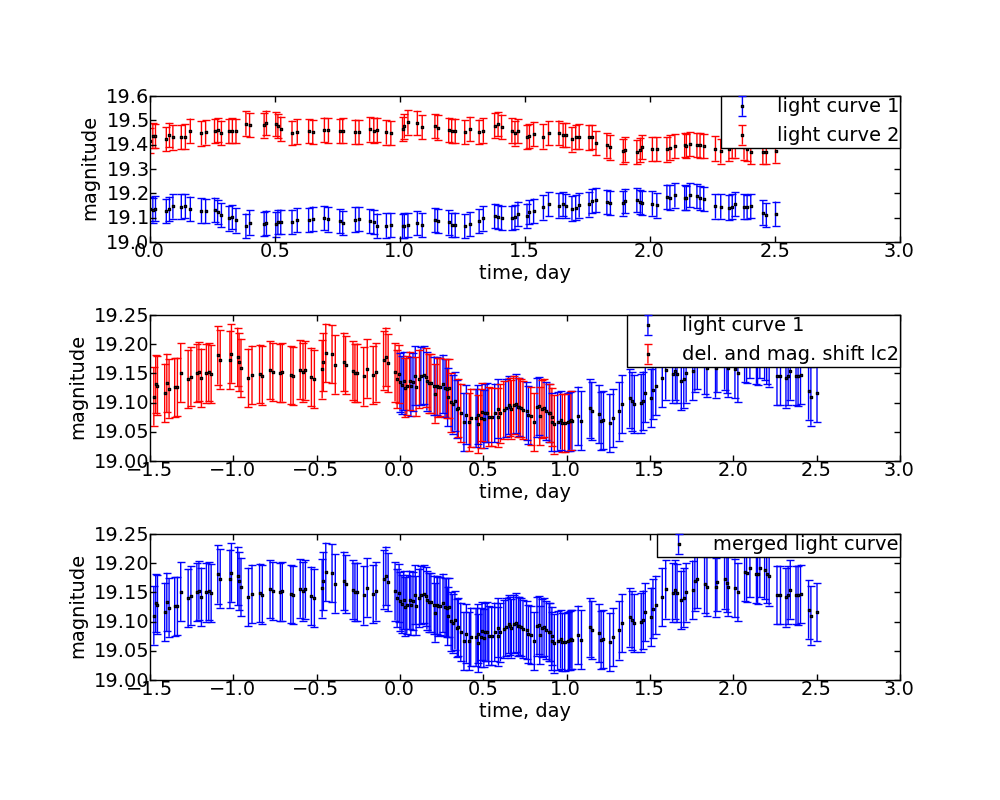 19.6
19.5
19.4
19.3
19.2
19.1
19.0
magnitude
light curve 1
light curve 2
0.0 0.5 1.0 1.5 2.0 2.5 3.0
time, day
19.25
19.20
19.15
19.10
19.05
19.00
magnitude
light curve 1
del. and mag. shift lc2
−1.5 −1.0 −0.5 0.0 0.5 1.0 1.5 2.0 2.5 3.0
time, day
19.25
19.20
19.15
19.10
19.05
19.00
magnitude
merged light curve
−1.5 −1.0 −0.5 0.0 0.5 1.0 1.5 2.0 2.5 3.0
time, day